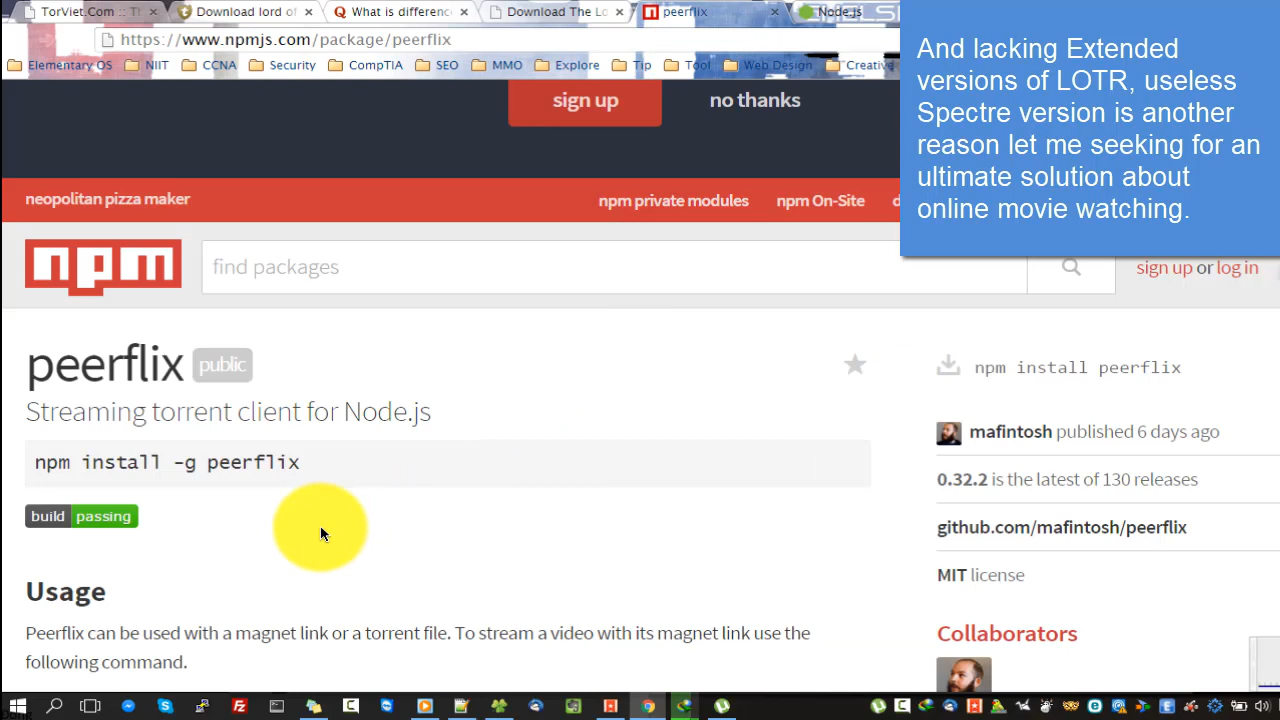 TorViet.Com :: Th
Download lord of
What is difference
Download The Lo
peerflix
Node.js
https://www.npmjs.com/package/peerflix
Elementary OS
NIIT
CCNA
Security
CompTIA
SEO
MMO
Explore
Tip
Tool
Web Design
Creative
And lacking Extended
versions of LOTR, useless
Spectre version is another
reason let me seeking for an
ultimate solution about
online movie watching.
sign up
no thanks
neopolitan pizza maker
npm private modules
npm On-Site
npm
find packages
sign up or log in
peerflix public
Streaming torrent client for Node.js
npm install -g peerflix
build passing
Usage
Peerflix can be used with a magnet link or a torrent file. To stream a video with its magnet link use the
following command.
npm install peerflix
mafintosh published 6 days ago
0.32.2 is the latest of 130 releases
github.com/mafintosh/peerflix
MIT license
Collaborators